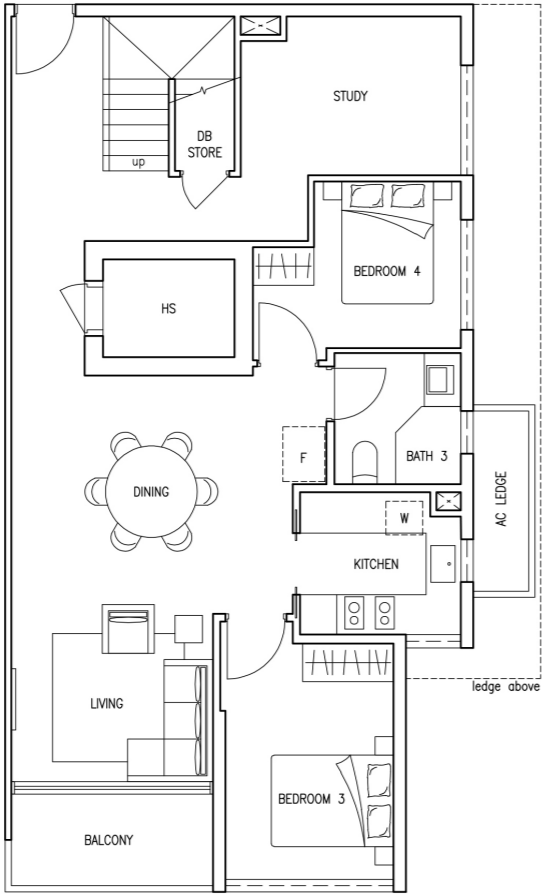 STUDY
DB
STORE
up
BEDROOM 4
HS
F
BATH 3
DINING
AC LEDGE
W
KITCHEN
ledge above
LIVING
BEDROOM 3
BALCONY